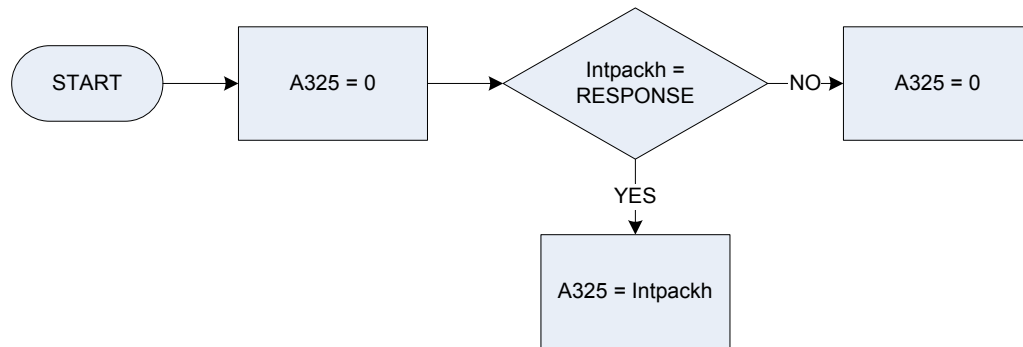 START
A325 = 0
Intpackh =
RESPONSE
NO
A325 = 0
YES
A325 = Intpackh